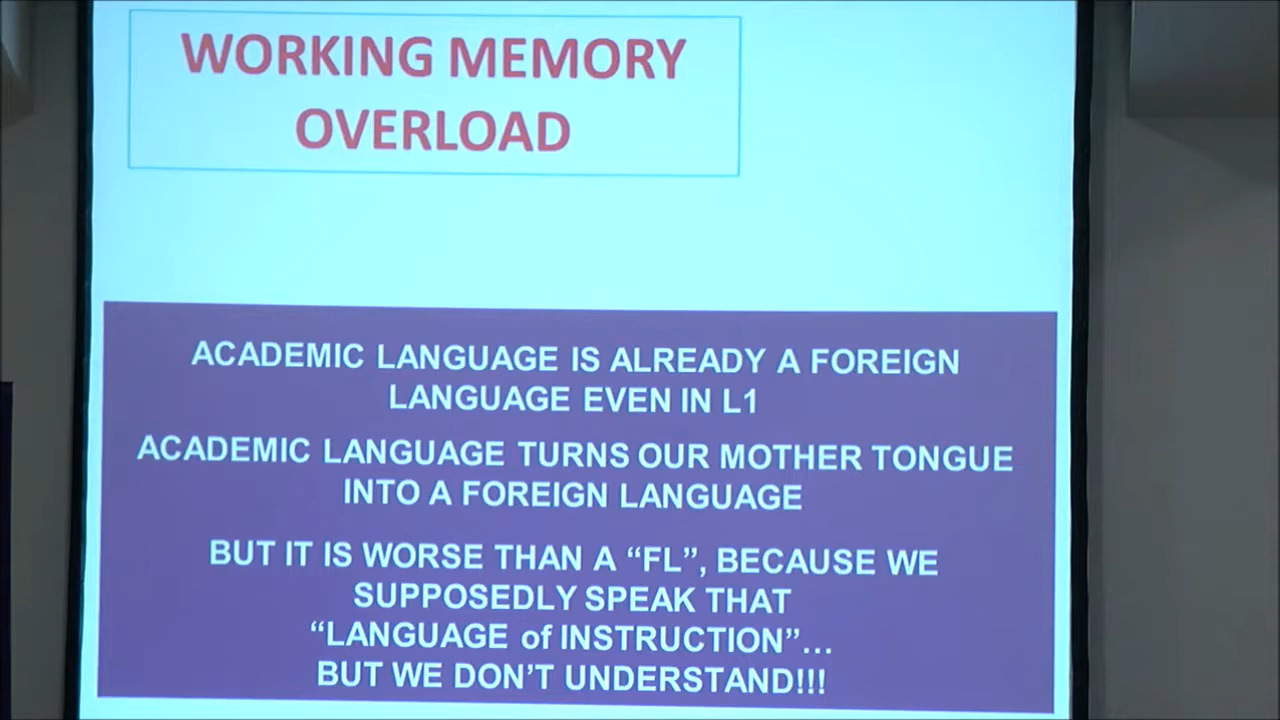 WORKING MEMORY
OVERLOAD
ACADEMIC LANGUAGE IS ALREADY A FOREIGN
LANGUAGE EVEN IN L1
ACADEMIC LANGUAGE TURNS OUR MOTHER TONGUE
INTO A FOREIGN LANGUAGE
BUT IT IS WORSE THAN A “FL”, BECAUSE WE
SUPPOSEDLY SPEAK THAT
“LANGUAGE of INSTRUCTION”...
BUT WE DON’T UNDERSTAND!!!